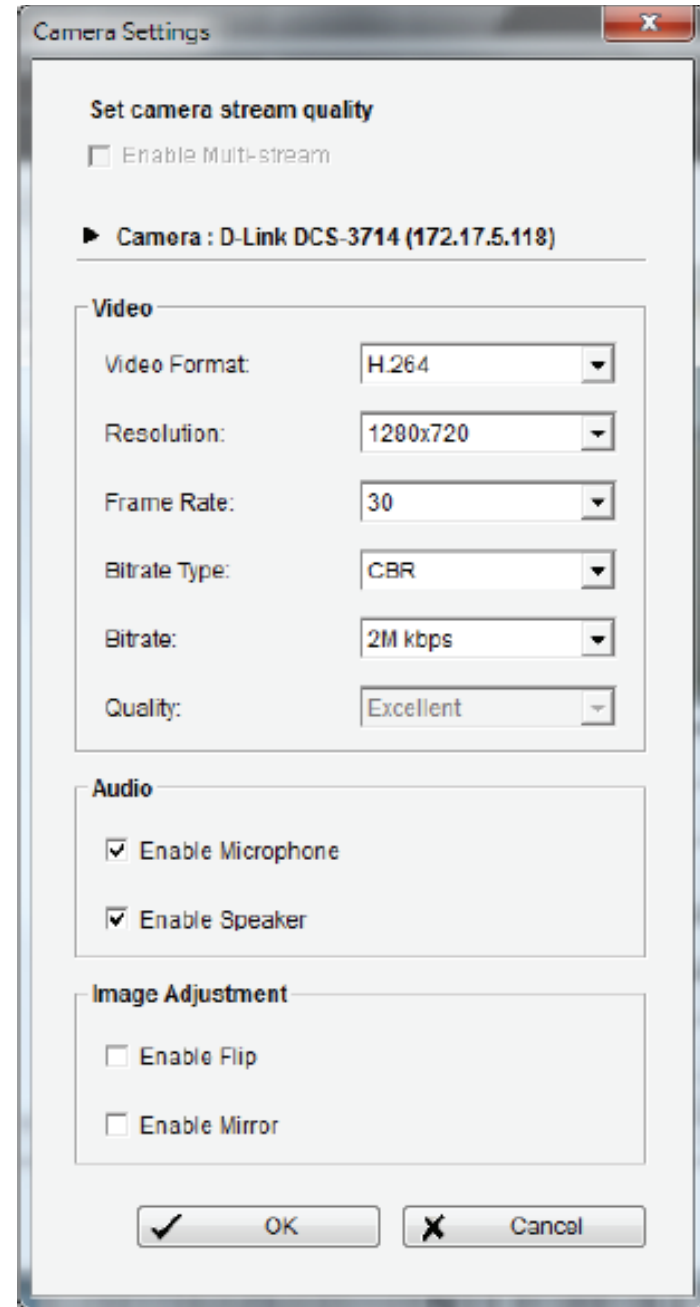 Camera Settings
Set camera stream quality
Enable Multi-stream
Camera : D-Link DCS-3714 (172.17.5.118)
Video
Video Format: H.264
Resolution: 1280x720
Frame Rate: 30
Bitrate Type: CBR
Bitrate: 2M kbps
Quality: Excellent
Audio
Enable Microphone
Enable Speaker
Image Adjustment
Enable Flip
Enable Mirror
OK Cancel